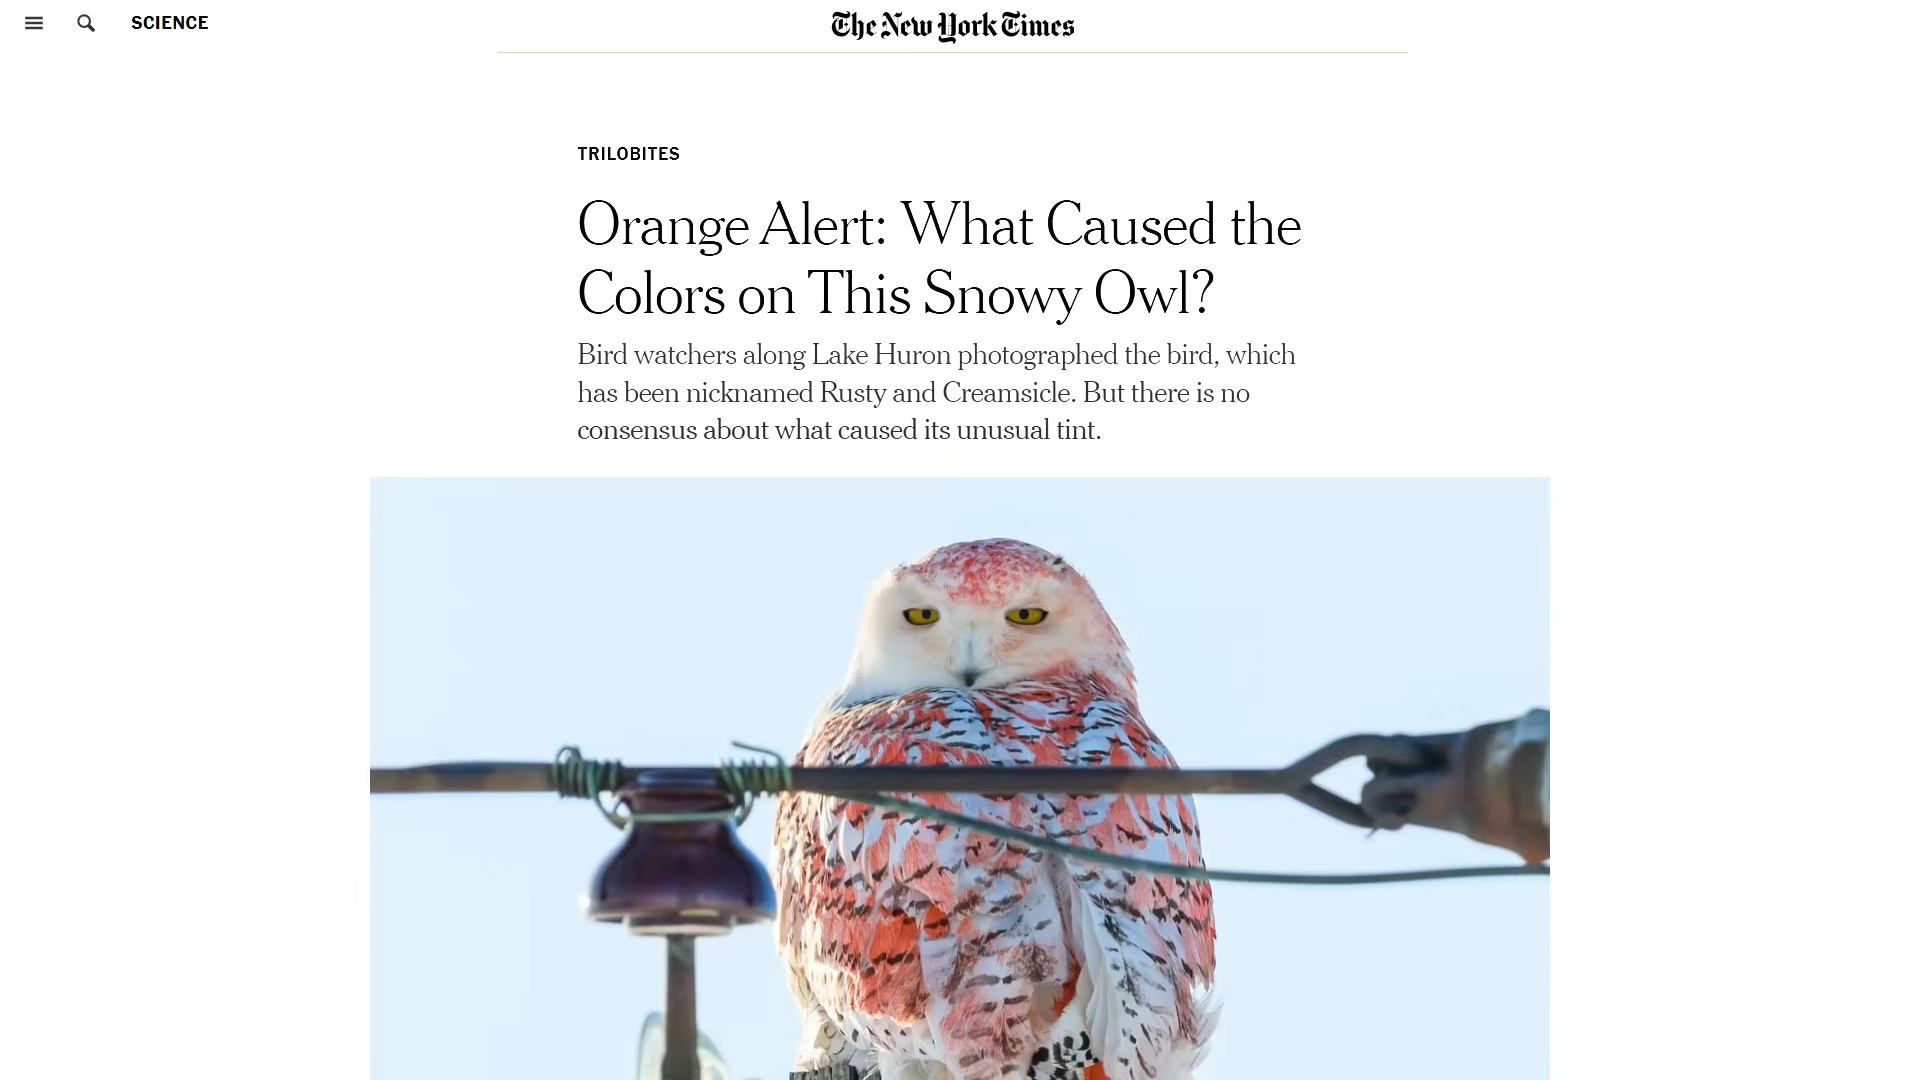 SCIENCE
The New York Times
TRILOBITES
Orange Alert: What Caused the
Colors on This Snowy Owl?
Bird watchers along Lake Huron photographed the bird, which
has been nicknamed Rusty and Creamsicle. But there is no
consensus about what caused its unusual tint.